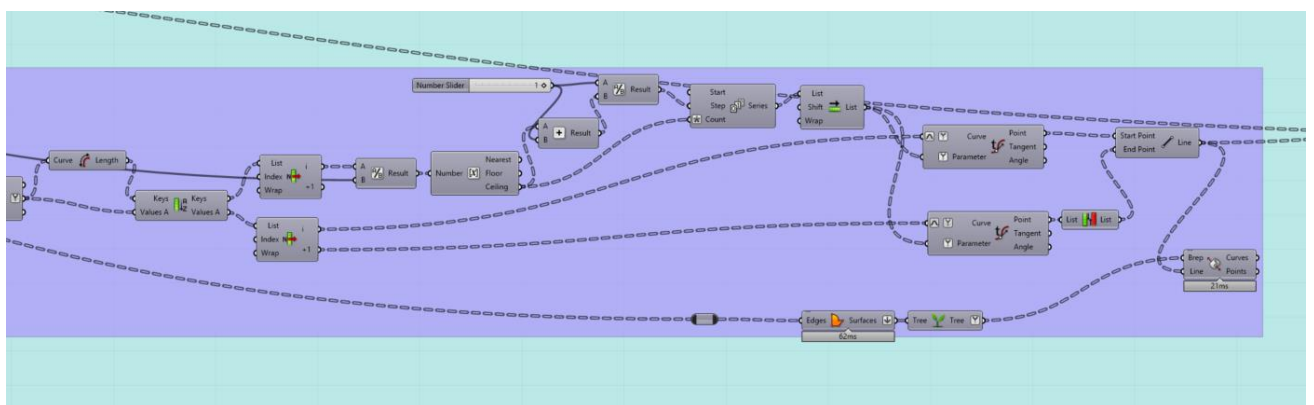 Number Slider 1
A B Result
Start Step Count Series
List Shift Wrap List
A B Result
Curve Parameter Point Tangent Angle
Start Point End Point Line
Curve Length
List Index Wrap i +1
A B Result
Number Nearest Floor Ceiling
Keys Values A Keys Values A
List Index Wrap i +1
Curve Parameter Point Tangent Angle
List List
Brep Line Curves Points
21ms
Edges Surfaces
62ms
Tree Tree